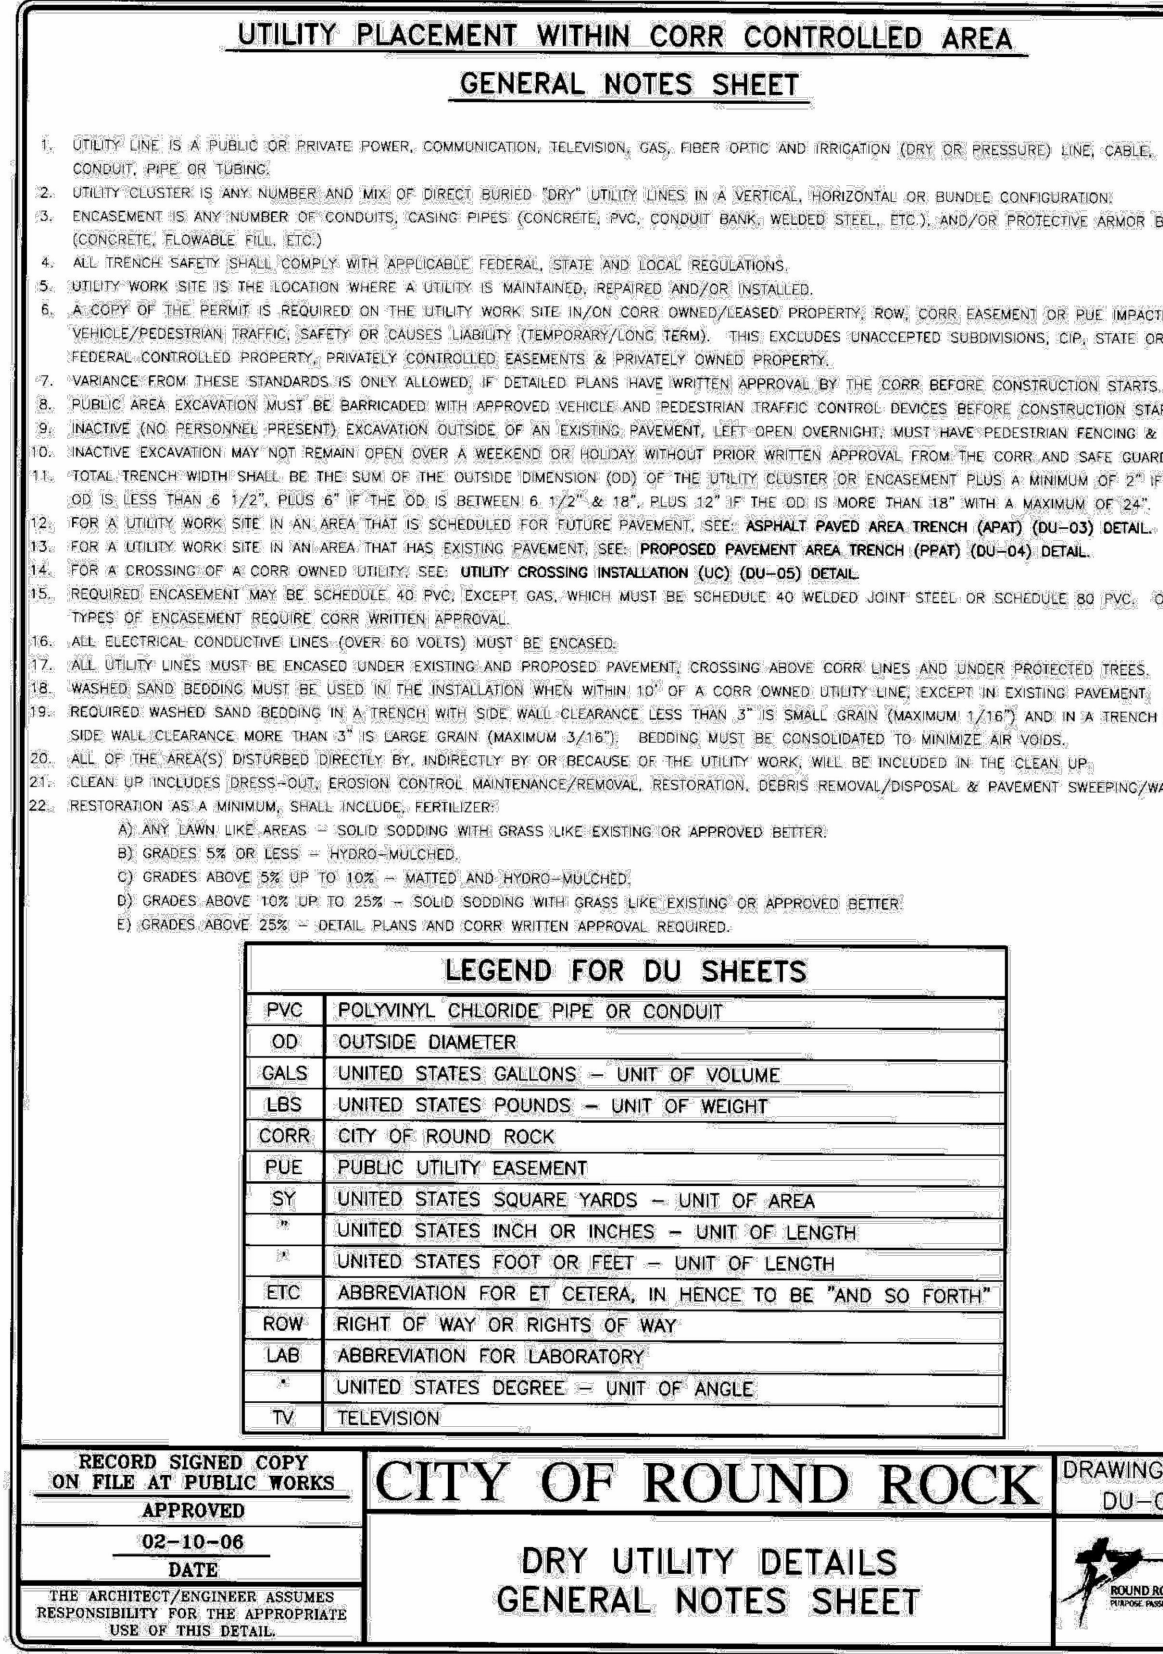 UTILITY PLACEMENT WITHIN CORR CONTROLLED AREA
GENERAL NOTES SHEET
1. UTILITY LINE IS A PUBLIC OR PRIVATE POWER, COMMUNICATION, TELEVISION, GAS, FIBER OPTIC AND IRRIGATION (DRY OR PRESSURE) LINE, CABLE,
CONDUIT, PIPE OR TUBING.
2. UTILITY CLUSTER IS ANY NUMBER AND MIX OF DIRECT BURIED "DRY" UTILITY LINES IN A VERTICAL, HORIZONTAL OR BUNDLE CONFIGURATION.
3. ENCASEMENT IS ANY NUMBER OF CONDUITS, CASING PIPES (CONCRETE, PVC, CONDUIT BANK, WELDED STEEL, ETC.), AND/OR PROTECTIVE ARMOR
(CONCRETE, FLOWABLE FILL, ETC.)
4. ALL TRENCH SAFETY SHALL COMPLY WITH APPLICABLE FEDERAL, STATE AND LOCAL REGULATIONS.
5. UTILITY WORK SITE IS THE LOCATION WHERE A UTILITY IS MAINTAINED, REPAIRED AND/OR INSTALLED.
6. A COPY OF THE PERMIT IS REQUIRED ON THE UTILITY WORK SITE IN/ON CORR OWNED/LEASED PROPERTY, ROW, CORR EASEMENT OR PUE
VEHICLE/PEDESTRIAN TRAFFIC, SAFETY OR CAUSES LIABILITY (TEMPORARY/LONG TERM). THIS EXCLUDES UNACCEPTED SUBDIVISIONS, CIP, STATE OR
FEDERAL CONTROLLED PROPERTY, PRIVATELY CONTROLLED EASEMENTS & PRIVATELY OWNED PROPERTY.
7. VARIANCE FROM THESE STANDARDS IS ONLY ALLOWED, IF DETAILED PLANS HAVE WRITTEN APPROVAL BY THE CORR BEFORE CONSTRUCTION STARTS.
8. PUBLIC AREA EXCAVATION MUST BE BARRICADED WITH APPROVED VEHICLE AND PEDESTRIAN TRAFFIC CONTROL DEVICES BEFORE CONSTRUCTION
9. INACTIVE (NO PERSONNEL PRESENT) EXCAVATION OUTSIDE OF AN EXISTING PAVEMENT, LEFT OPEN OVERNIGHT, MUST HAVE PEDESTRIAN FENCING &
10. INACTIVE EXCAVATION MAY NOT REMAIN OPEN OVER A WEEKEND OR HOLIDAY WITHOUT PRIOR WRITTEN APPROVAL FROM THE CORR AND SAFE
11. TOTAL TRENCH WIDTH SHALL BE THE SUM OF THE OUTSIDE DIMENSION (OD) OF THE UTILITY CLUSTER OR ENCASEMENT PLUS A MINIMUM OF 2" IF
OD IS LESS THAN 6 1/2", PLUS 6" IF THE OD IS BETWEEN 6 1/2" & 18", PLUS 12" IF THE OD IS MORE THAN 18" WITH A MAXIMUM OF 24".
12. FOR A UTILITY WORK SITE IN AN AREA THAT IS SCHEDULED FOR FUTURE PAVEMENT, SEE: ASPHALT PAVED AREA TRENCH (APAT) (DU-03) DETAIL.
13. FOR A UTILITY WORK SITE IN AN AREA THAT HAS EXISTING PAVEMENT, SEE: PROPOSED PAVEMENT AREA TRENCH (PPAT) (DU-04) DETAIL.
14. FOR A CROSSING OF A CORR OWNED UTILITY, SEE: UTILITY CROSSING INSTALLATION (UC) (DU-05) DETAIL.
15. REQUIRED ENCASEMENT MAY BE SCHEDULE 40 PVC, EXCEPT GAS, WHICH MUST BE SCHEDULE 40 WELDED JOINT STEEL OR SCHEDULE 80 PVC.
TYPES OF ENCASEMENT REQUIRE CORR WRITTEN APPROVAL.
16. ALL ELECTRICAL CONDUCTIVE LINES (OVER 60 VOLTS) MUST BE ENCASED.
17. ALL UTILITY LINES MUST BE ENCASED UNDER EXISTING AND PROPOSED PAVEMENT, CROSSING ABOVE CORR LINES AND UNDER PROTECTED TREES.
18. WASHED SAND BEDDING MUST BE USED IN THE INSTALLATION WHEN WITHIN 10' OF A CORR OWNED UTILITY LINE, EXCEPT IN EXISTING PAVEMENT.
19. REQUIRED WASHED SAND BEDDING IN A TRENCH WITH SIDE WALL CLEARANCE LESS THAN 3" IS SMALL GRAIN (MAXIMUM 1/16") AND IN A TRENCH
SIDE WALL CLEARANCE MORE THAN 3" IS LARGE GRAIN (MAXIMUM 3/16"). BEDDING MUST BE CONSOLIDATED TO MINIMIZE AIR VOIDS.
20. ALL OF THE AREA(S) DISTURBED DIRECTLY BY, INDIRECTLY BY OR BECAUSE OF THE UTILITY WORK, WILL BE INCLUDED IN THE CLEAN UP.
21. CLEAN UP INCLUDES DRESS-OUT, EROSION CONTROL MAINTENANCE/REMOVAL, RESTORATION, DEBRIS REMOVAL/DISPOSAL & PAVEMENT SWEEPING/
22. RESTORATION AS A MINIMUM, SHALL INCLUDE, FERTILIZER:
A) ANY LAWN LIKE AREAS - SOLID SODDING WITH GRASS LIKE EXISTING OR APPROVED BETTER.
B) GRADES 5% OR LESS - HYDRO-MULCHED.
C) GRADES ABOVE 5% UP TO 10% - MATTED AND HYDRO-MULCHED.
D) GRADES ABOVE 10% UP TO 25% - SOLID SODDING WITH GRASS LIKE EXISTING OR APPROVED BETTER.
E) GRADES ABOVE 25% - DETAIL PLANS AND CORR WRITTEN APPROVAL REQUIRED.
LEGEND FOR DU SHEETS
PVC POLYVINYL CHLORIDE PIPE OR CONDUIT
OD OUTSIDE DIAMETER
GALS UNITED STATES GALLONS - UNIT OF VOLUME
LBS UNITED STATES POUNDS - UNIT OF WEIGHT
CORR CITY OF ROUND ROCK
PUE PUBLIC UTILITY EASEMENT
SY UNITED STATES SQUARE YARDS - UNIT OF AREA
" UNITED STATES INCH OR INCHES - UNIT OF LENGTH
' UNITED STATES FOOT OR FEET - UNIT OF LENGTH
ETC ABBREVIATION FOR ET CETERA, IN HENCE TO BE "AND SO FORTH"
ROW RIGHT OF WAY OR RIGHTS OF WAY
LAB ABBREVIATION FOR LABORATORY
° UNITED STATES DEGREE - UNIT OF ANGLE
TV TELEVISION
RECORD SIGNED COPY
ON FILE AT PUBLIC WORKS
APPROVED
02-10-06
DATE
THE ARCHITECT/ENGINEER ASSUMES
RESPONSIBILITY FOR THE APPROPRIATE
USE OF THIS DETAIL.
CITY OF ROUND ROCK
DRY UTILITY DETAILS
GENERAL NOTES SHEET
DRAWING
DU-0
ROUND
PURPOSE.